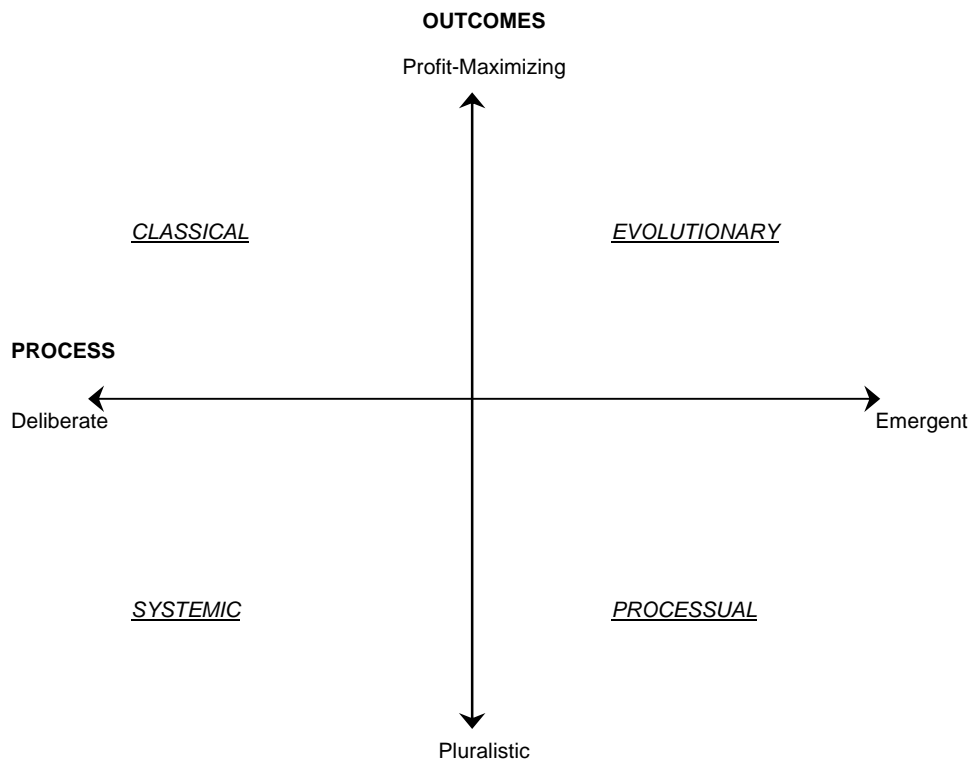 OUTCOMES
Profit-Maximizing
CLASSICAL EVOLUTIONARY
PROCESS
Deliberate Emergent
SYSTEMIC PROCESSUAL
Pluralistic